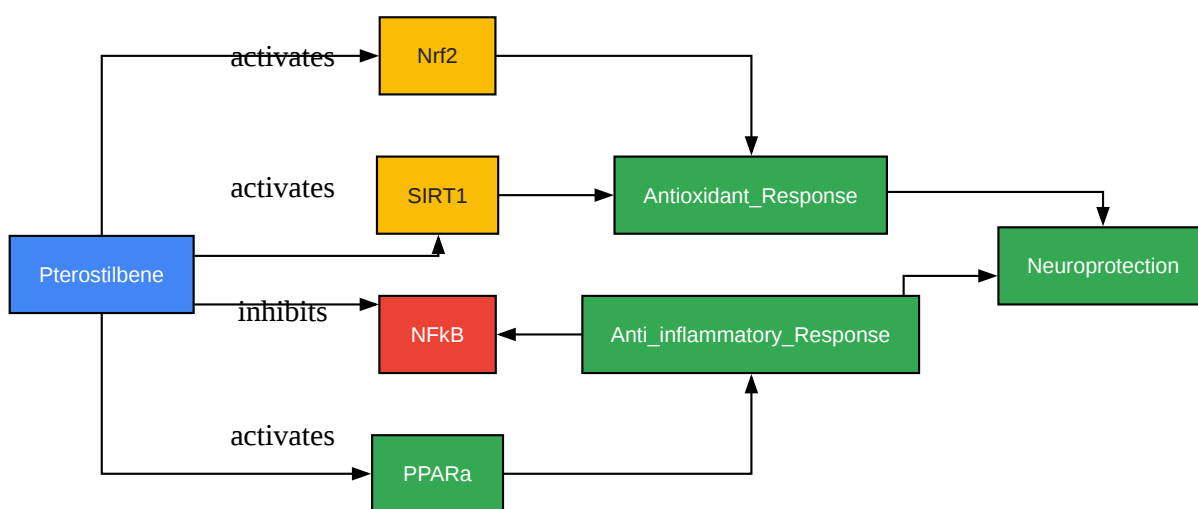 activates
Nrf2
activates
SIRT1
Antioxidant_Response
Pterostilbene
Neuroprotection
inhibits
NFkB
Anti_inflammatory_Response
activates
PPARa